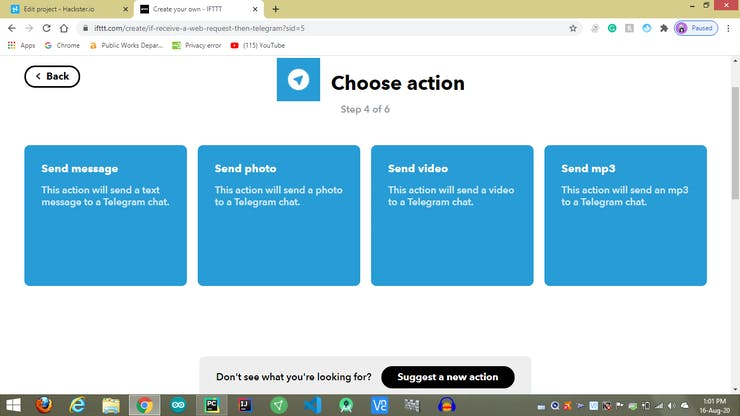 Edit project - Hackster.io
Create your own - IFTTT
ifttt.com/create/if-receive-a-web-request-then-telegram?sid=5
Paused
Apps
Chrome
Public Works Depar...
Privacy error
(115) YouTube
Back
Choose action
Step 4 of 6
Send message
This action will send a text
message to a Telegram chat.
Send photo
This action will send a photo
to a Telegram chat.
Send video
This action will send a video
to a Telegram chat.
Send mp3
This action will send an mp3
to a Telegram chat.
Don't see what you're looking for?
Suggest a new action
1:01 PM
16-Aug-20